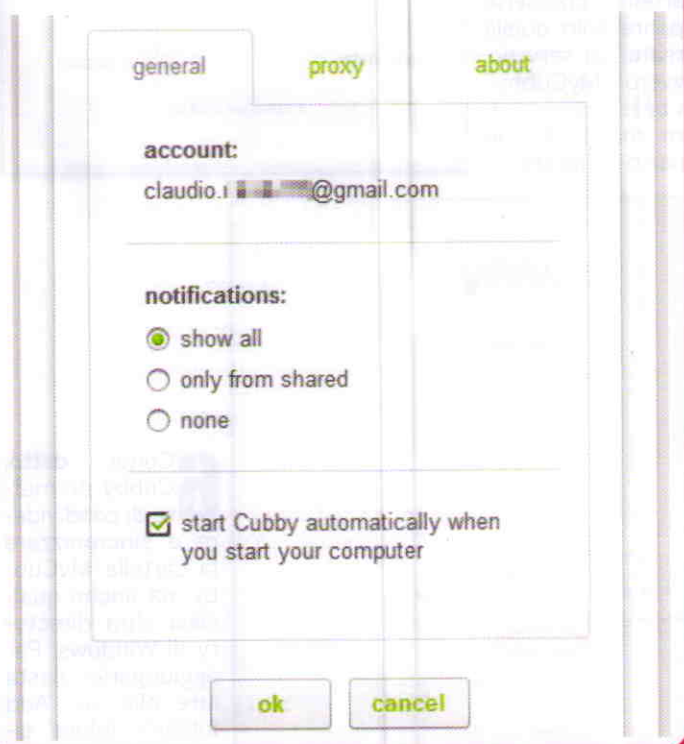 general proxy about
account:
claudio. @gmail.com
notifications:
show all
only from shared
none
start Cubby automatically when
you start your computer
ok cancel